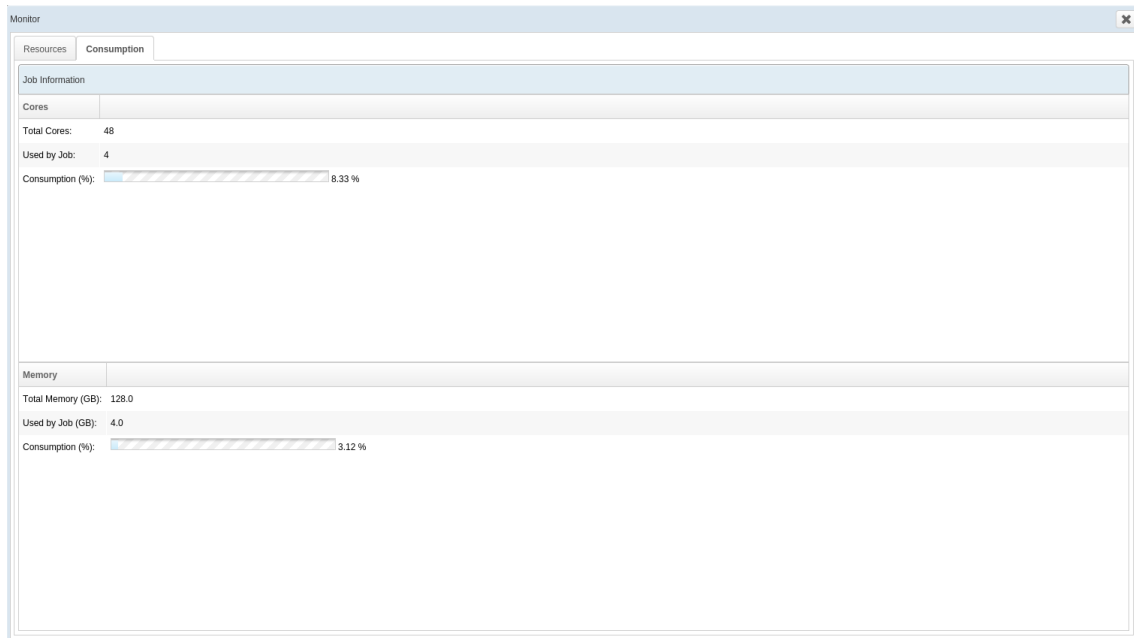 Monitor
Resources Consumption
Job Information
Cores
Total Cores: 48
Used by Job: 4
Consumption (%): 8.33 %
Memory
Total Memory (GB): 128.0
Used by Job (GB): 4.0
Consumption (%): 3.12 %